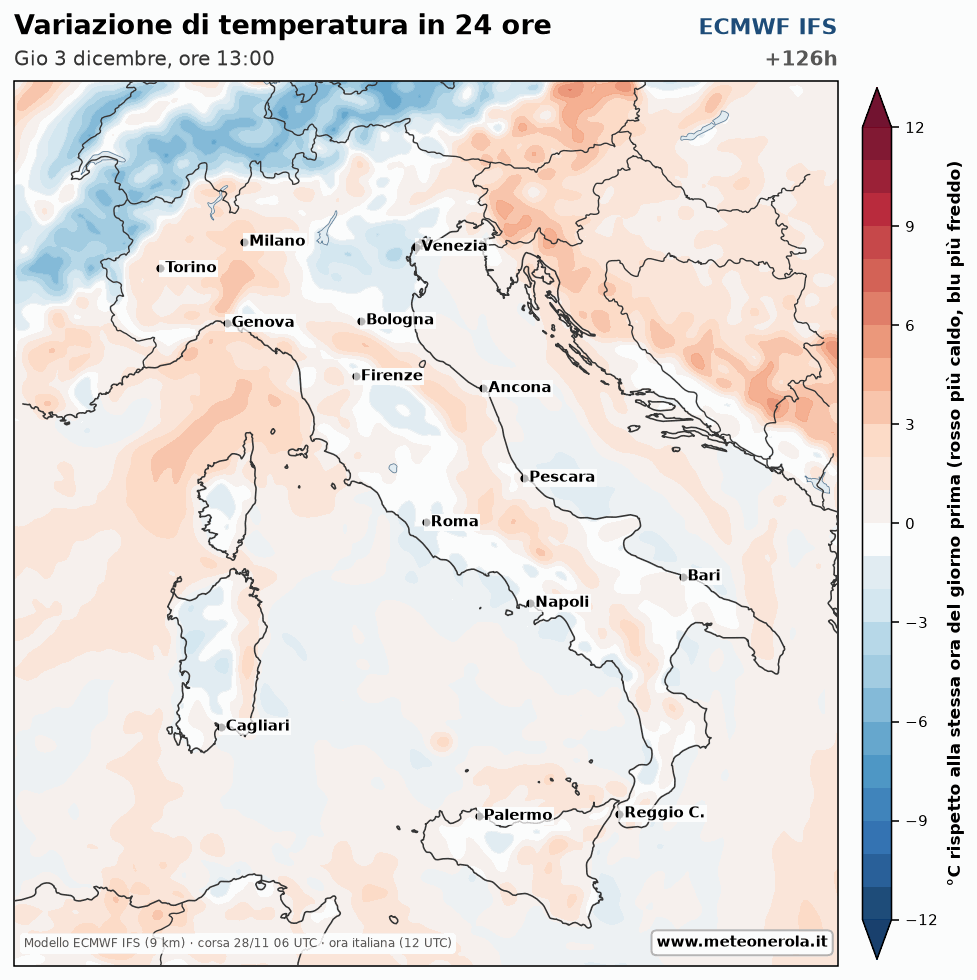 Variazione di temperatura in 24 ore
ECMWF IFS
Gio 3 dicembre, ore 13:00
+126h
Milano
Venezia
Torino
Bologna
Genova
Firenze
Ancona
Pescara
Roma
Bari
Napoli
Cagliari
Palermo
Reggio C.
12
9
6
3
0
−3
−6
−9
−12
°C rispetto alla stessa ora del giorno prima (rosso più caldo, blu più freddo)
Modello ECMWF IFS (9 km) · corsa 28/11 06 UTC · ora italiana (12 UTC)
www.meteonerola.it